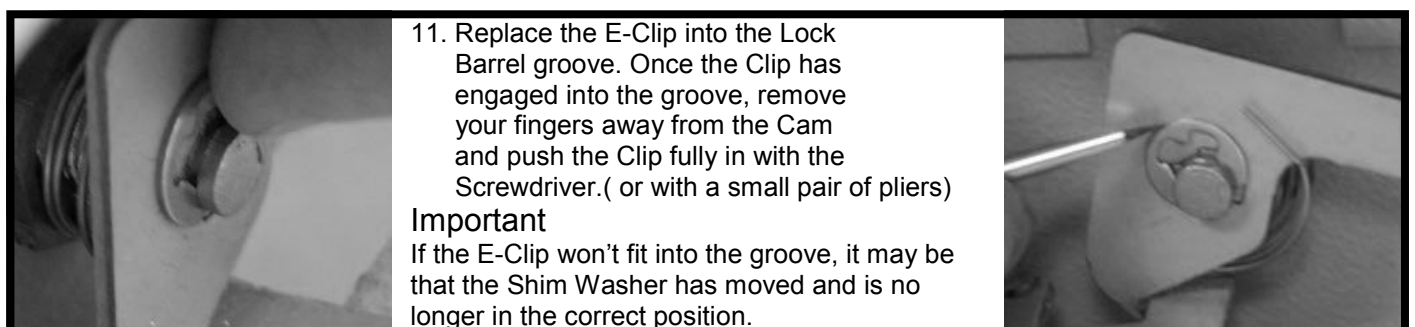 11. Replace the E-Clip into the Lock
Barrel groove. Once the Clip has
engaged into the groove, remove
your fingers away from the Cam
and push the Clip fully in with the
Screwdriver.( or with a small pair of pliers)
Important
If the E-Clip won’t fit into the groove, it may be
that the Shim Washer has moved and is no
longer in the correct position.